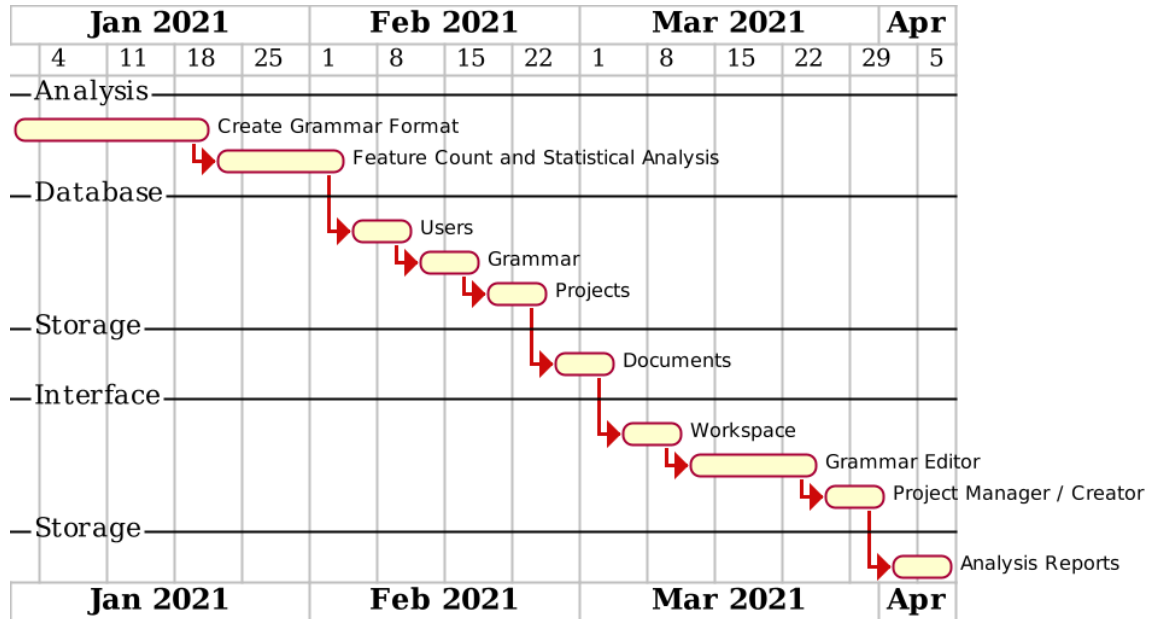 Jan 2021 Feb 2021 Mar 2021 Apr
4 11 18 25 1 8 15 22 1 8 15 22 29 5
Analysis
Create Grammar Format
Feature Count and Statistical Analysis
Database
Users
Grammar
Projects
Storage
Documents
Interface
Workspace
Grammar Editor
Project Manager / Creator
Storage
Analysis Reports
Jan 2021 Feb 2021 Mar 2021 Apr